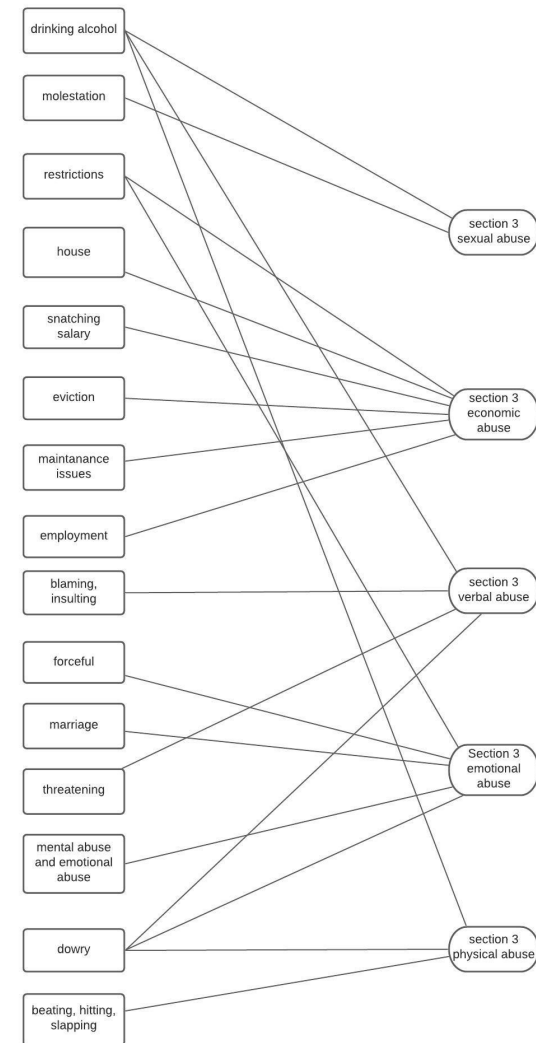 drinking alcohol
molestation
restrictions
house
snatching
salary
eviction
maintanance
issues
employment
blaming,
insulting
forceful
marriage
threatening
mental abuse
and emotional
abuse
dowry
beating, hitting,
slapping
section 3
sexual abuse
section 3
economic
abuse
section 3
verbal abuse
Section 3
emotional
abuse
section 3
physical abuse